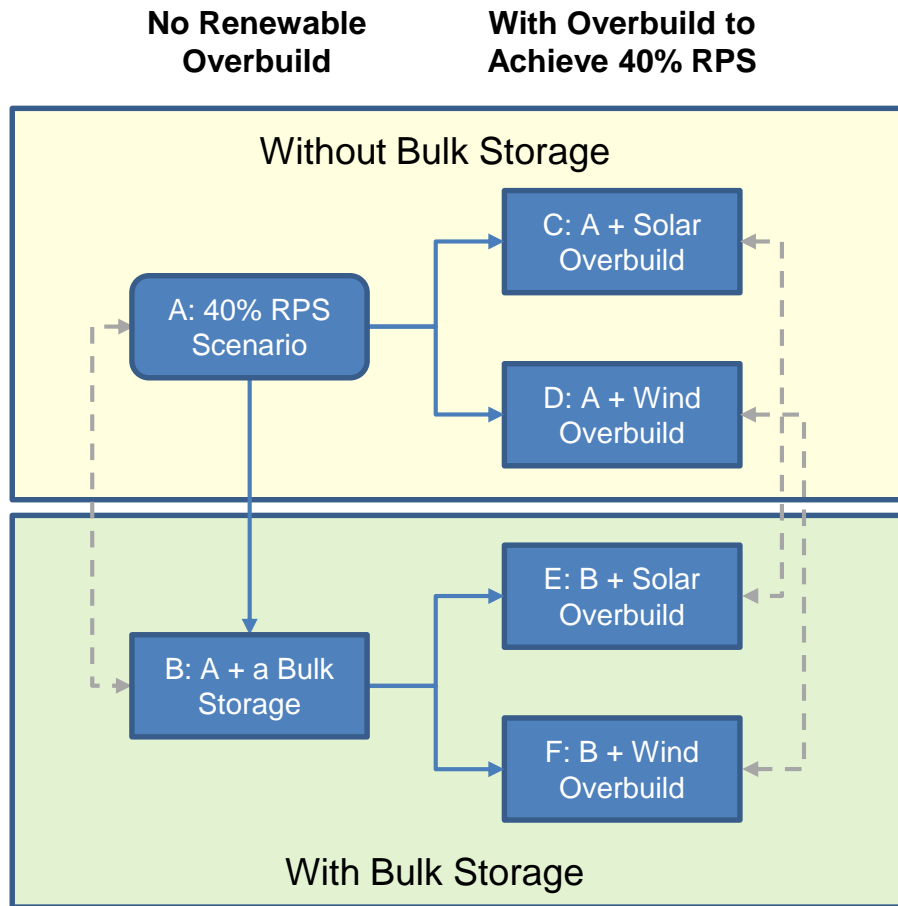 No Renewable
Overbuild
With Overbuild to
Achieve 40% RPS
Without Bulk Storage
C: A + Solar
Overbuild
A: 40% RPS
Scenario
D: A + Wind
Overbuild
E: B + Solar
Overbuild
B: A + a Bulk
Storage
F: B + Wind
Overbuild
With Bulk Storage